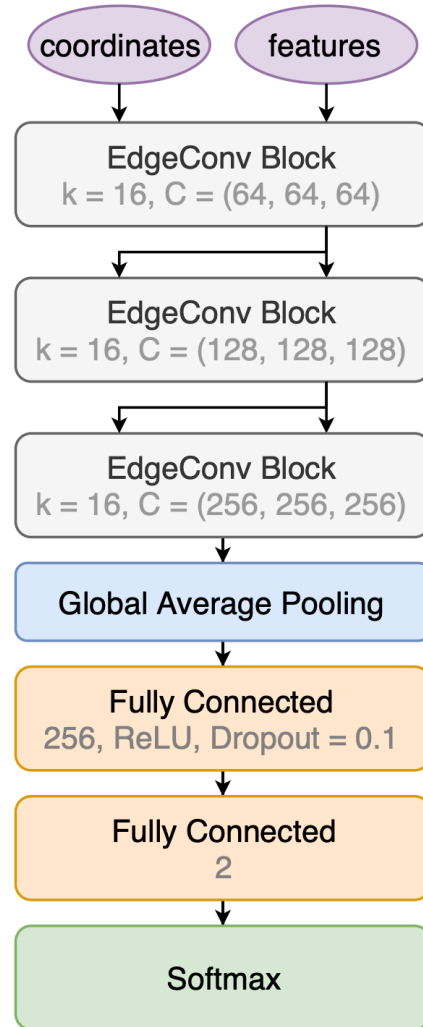 coordinates
features
EdgeConv Block
k = 16, C = (64, 64, 64)
EdgeConv Block
k = 16, C = (128, 128, 128)
EdgeConv Block
k = 16, C = (256, 256, 256)
Global Average Pooling
Fully Connected
256, ReLU, Dropout = 0.1
Fully Connected
2
Softmax